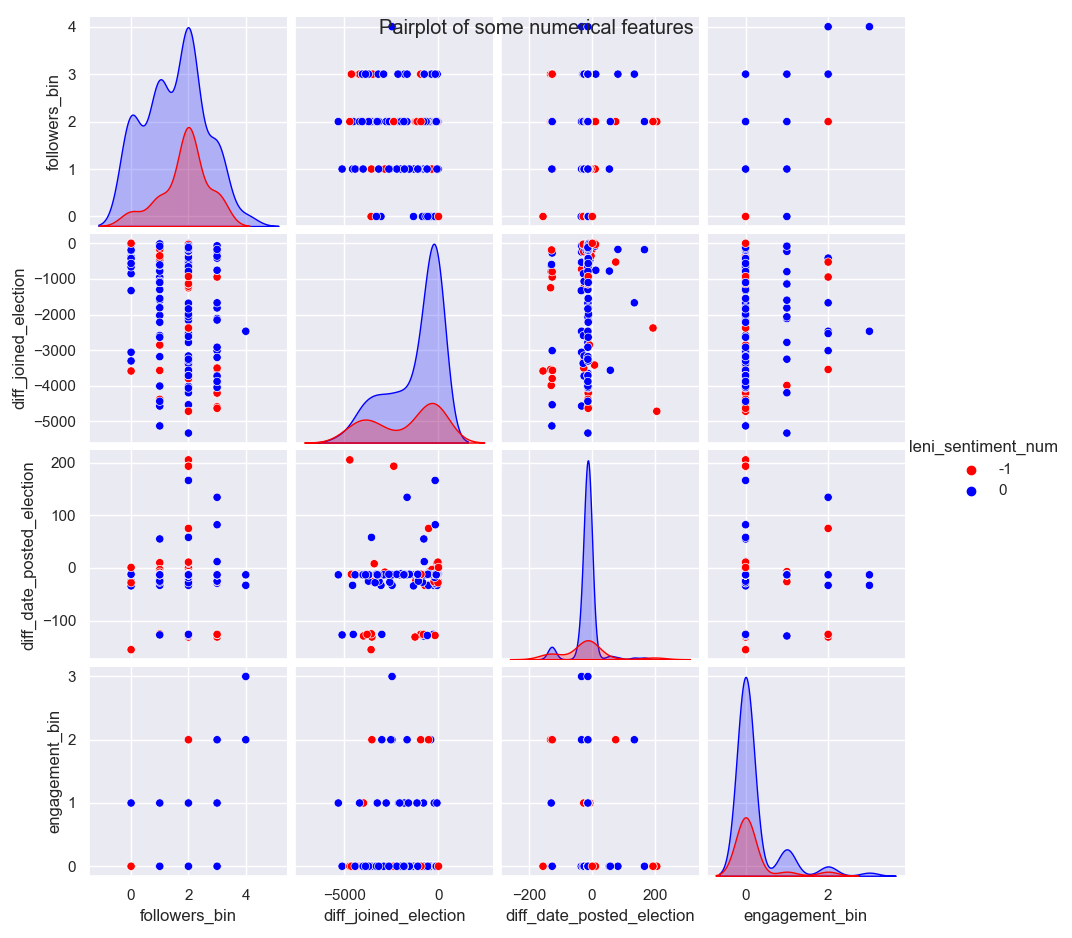 Pairplot of some numerical features
4
3
2
1
0
followers_bin
0
−1000
−2000
−3000
−4000
−5000
diff_joined_election
leni_sentiment_num
-1
0
200
100
0
−100
diff_date_posted_election
3
2
1
0
engagement_bin
0 2 4
−5000 0
−200 0 200
0 2
followers_bin
diff_joined_election
diff_date_posted_election
engagement_bin